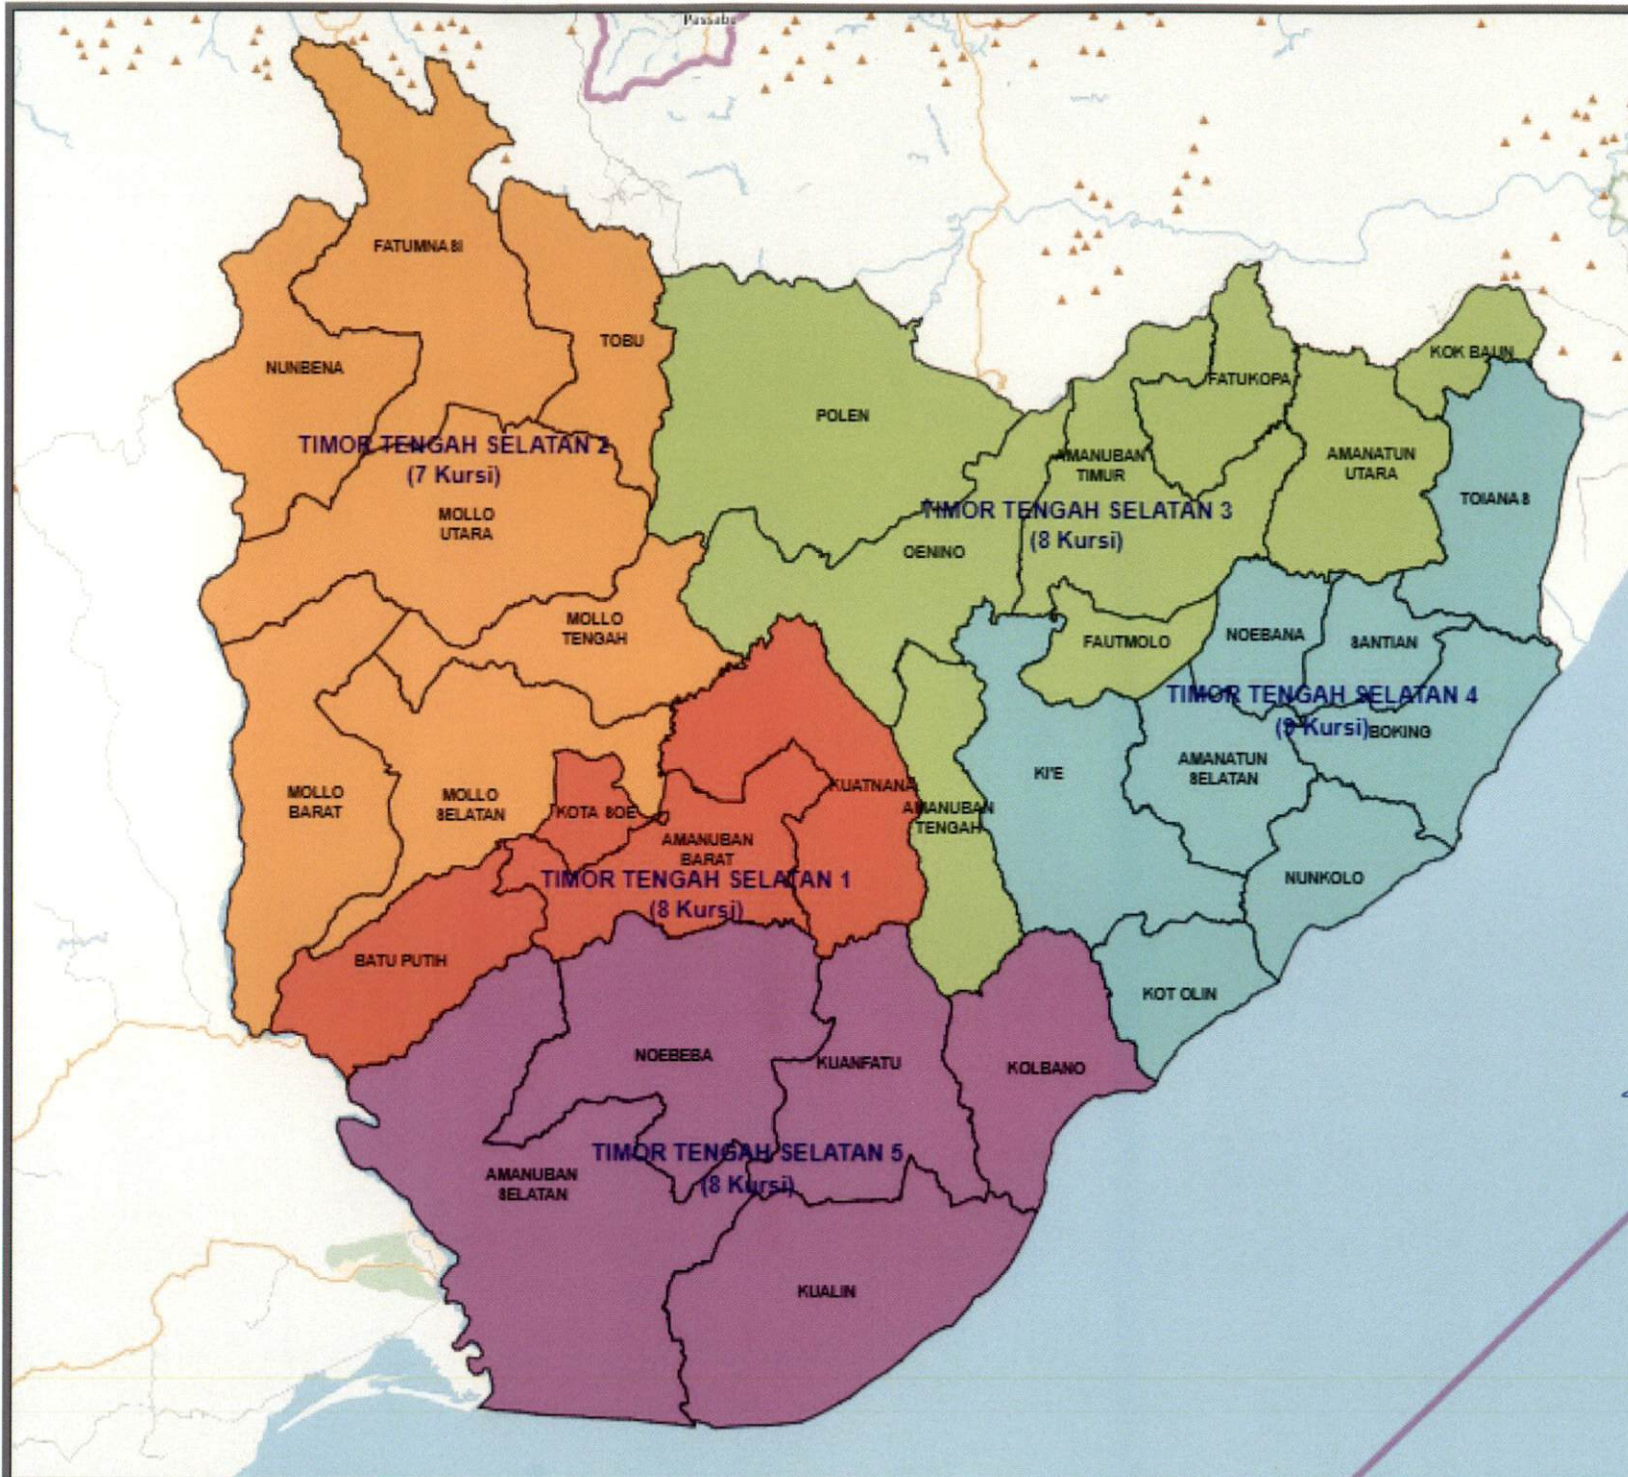 Passabe
FATUMNASI
TOBU
NUNBENA
KOK BAUN
FATUKOPA
POLEN
TIMOR TENGAH SELATAN 2
(7 Kursi)
AMANUBAN
TIMUR
AMANATUN
UTARA
TOIANAS
MOLLO
UTARA
TIMOR TENGAH SELATAN 3
(8 Kursi)
OENINO
MOLLO
TENGAH
FAUTMOLO
NOEBANA
SANTIAN
TIMOR TENGAH SELATAN 4
(9 Kursi)
BOKING
AMANATUN
SELATAN
KI'E
MOLLO
BARAT
MOLLO
SELATAN
KOTA SOE
KUATNANA
AMANUBAN
TENGAH
AMANUBAN
BARAT
TIMOR TENGAH SELATAN 1
(8 Kursi)
NUNKOLO
BATU PUTIH
KOT OLIN
NOEBEBA
KUANFATU
KOLBANO
TIMOR TENGAH SELATAN 5
(8 Kursi)
AMANUBAN
SELATAN
KUALIN